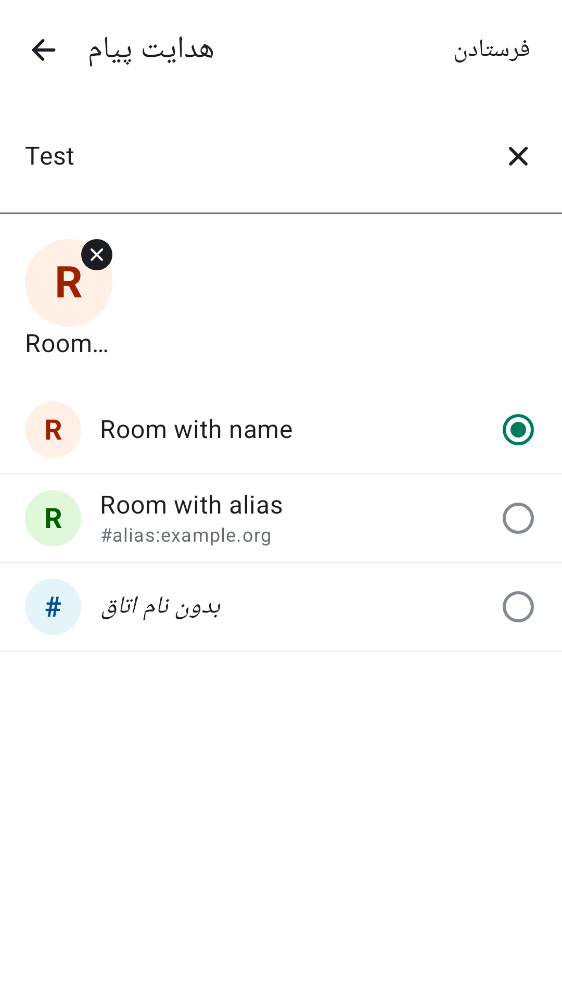 هدایت پیام
فرستادن
Test
R
Room…
R
Room with name
R
Room with alias
#alias:example.org
#
بدون نام اتاق